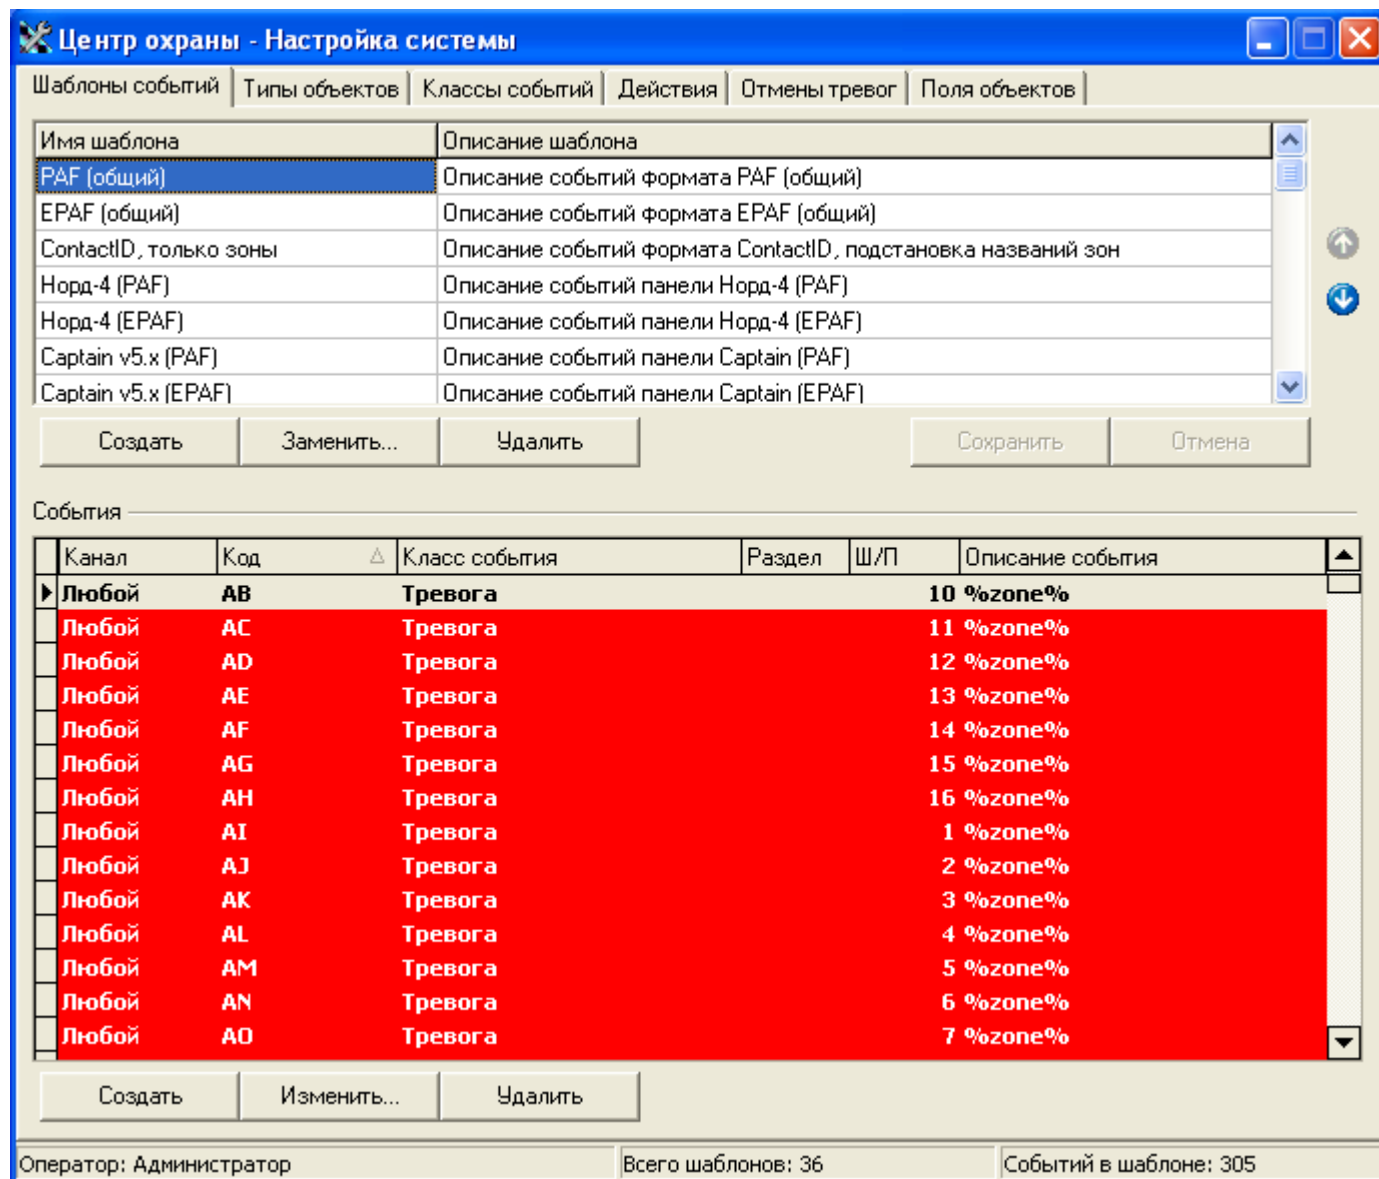 Центр охраны - Настройка системы
Шаблоны событий Типы объектов Классы событий Действия Отмены тревог Поля объектов
Имя шаблона Описание шаблона
PAF (общий) Описание событий формата PAF (общий)
EPAF (общий) Описание событий формата EPAF (общий)
ContactID, только зоны Описание событий формата ContactID, подстановка названий зон
Норд-4 (PAF) Описание событий панели Норд-4 (PAF)
Норд-4 (EPAF) Описание событий панели Норд-4 (EPAF)
Captain v5.x (PAF) Описание событий панели Captain (PAF)
Captain v5.x (EPAF) Описание событий панели Captain (EPAF)
Создать Заменить... Удалить Сохранить Отмена
События
Канал Код Класс события Раздел Ш/П Описание события
Любой AB Тревога 10 %zone%
Любой AC Тревога 11 %zone%
Любой AD Тревога 12 %zone%
Любой AE Тревога 13 %zone%
Любой AF Тревога 14 %zone%
Любой AG Тревога 15 %zone%
Любой AH Тревога 16 %zone%
Любой AI Тревога 1 %zone%
Любой AJ Тревога 2 %zone%
Любой AK Тревога 3 %zone%
Любой AL Тревога 4 %zone%
Любой AM Тревога 5 %zone%
Любой AN Тревога 6 %zone%
Любой AO Тревога 7 %zone%
Создать Изменить... Удалить
Оператор: Администратор Всего шаблонов: 36 Событий в шаблоне: 305